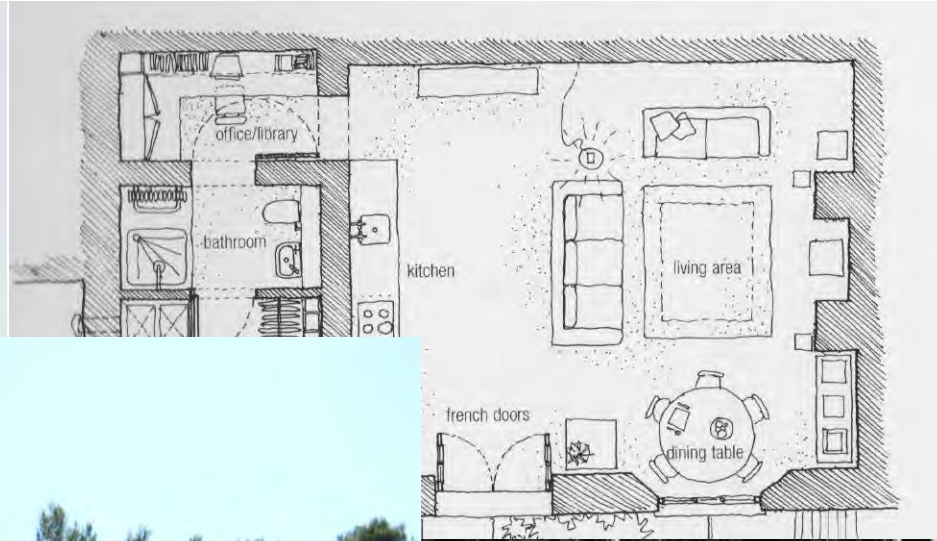 office/library
bathroom
kitchen
living area
french doors
dining table